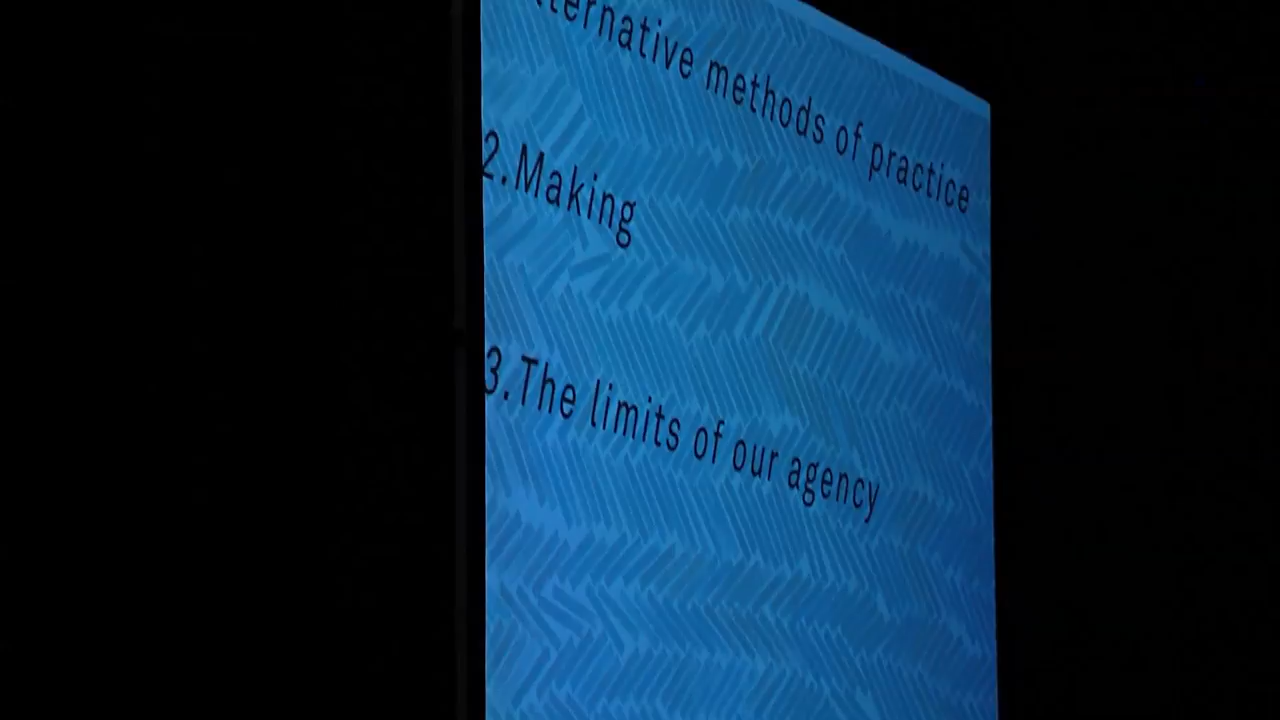 methods of practice
2.Making
3.The limits of our agency